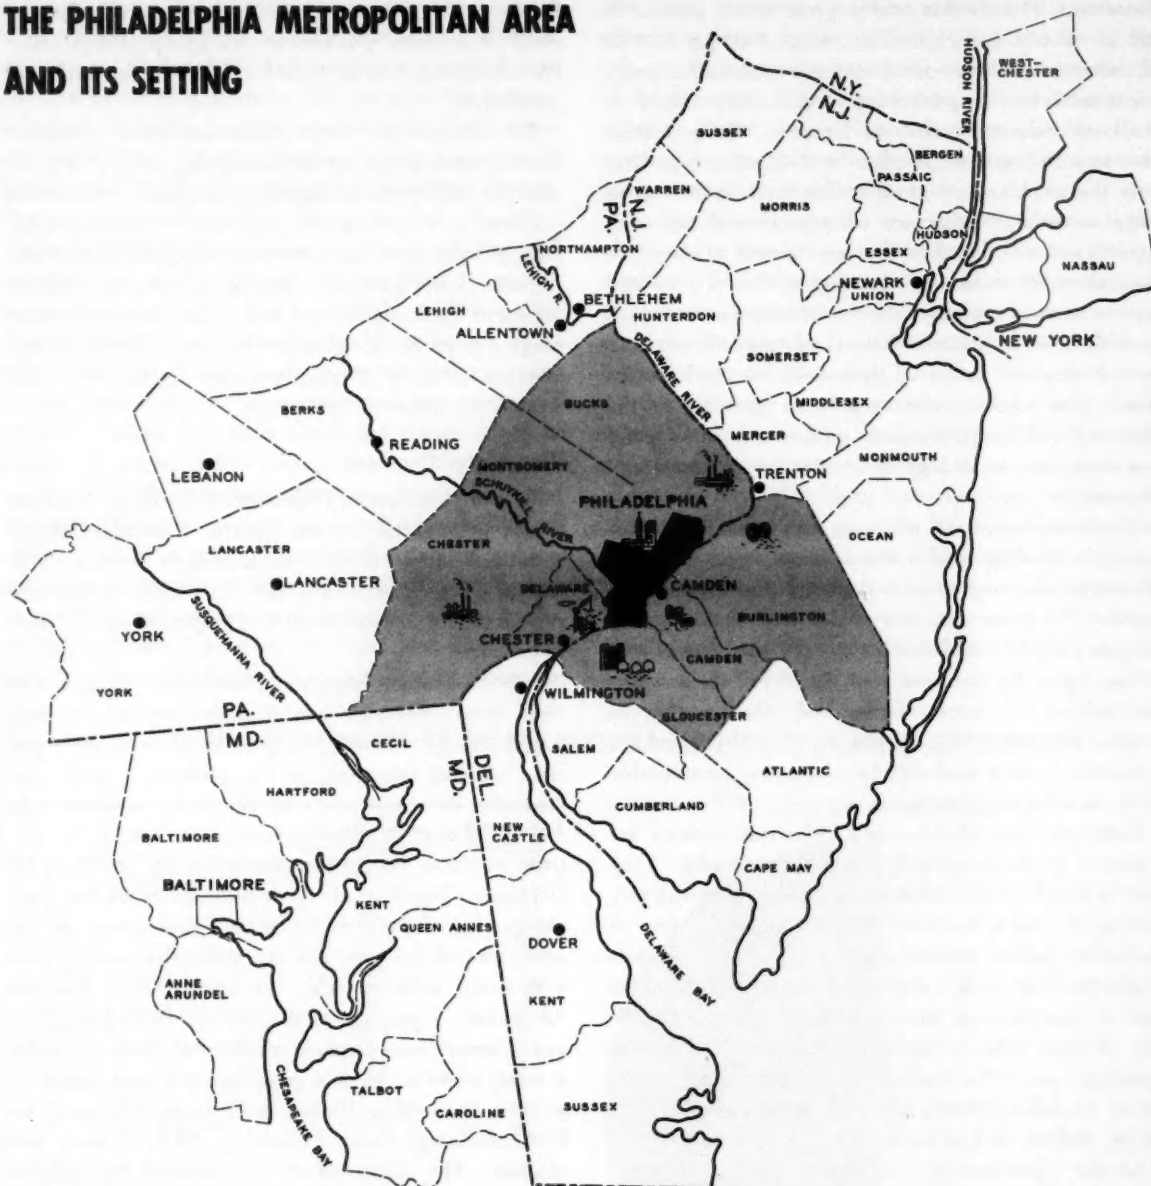 THE PHILADELPHIA METROPOLITAN AREA
AND ITS SETTING
HUDSON RIVER
WEST-
CHESTER
N.Y.
N.J.
SUSSEX
BERGEN
PASSAIC
WARREN
MORRIS
PA.
N.J.
HUDSON
NORTHAMPTON
ESSEX
NASSAU
LEHIGH R.
NEWARK
UNION
BETHLEHEM
LEHIGH
HUNTERDON
ALLENTOWN
NEW YORK
DELAWARE RIVER
SOMERSET
BUCKS
MIDDLESEX
BERKS
MERCER
READING
MONMOUTH
LEBANON
MONTGOMERY
TRENTON
SCHUYKILL RIVER
PHILADELPHIA
OCEAN
LANCASTER
CHESTER
LANCASTER
DELAWARE
CAMDEN
BURLINGTON
SUSQUEHANNA RIVER
YORK
CHESTER
CAMDEN
YORK
WILMINGTON
PA.
MD.
GLOUCESTER
CECIL
SALEM
DEL.
MD.
ATLANTIC
HARTFORD
CUMBERLAND
BALTIMORE
NEW
CASTLE
CAPE MAY
BALTIMORE
KENT
QUEEN ANNES
DOVER
DELAWARE BAY
ANNE
ARUNDEL
KENT
CHESAPEAKE BAY
TALBOT
CAROLINE
SUSSEX